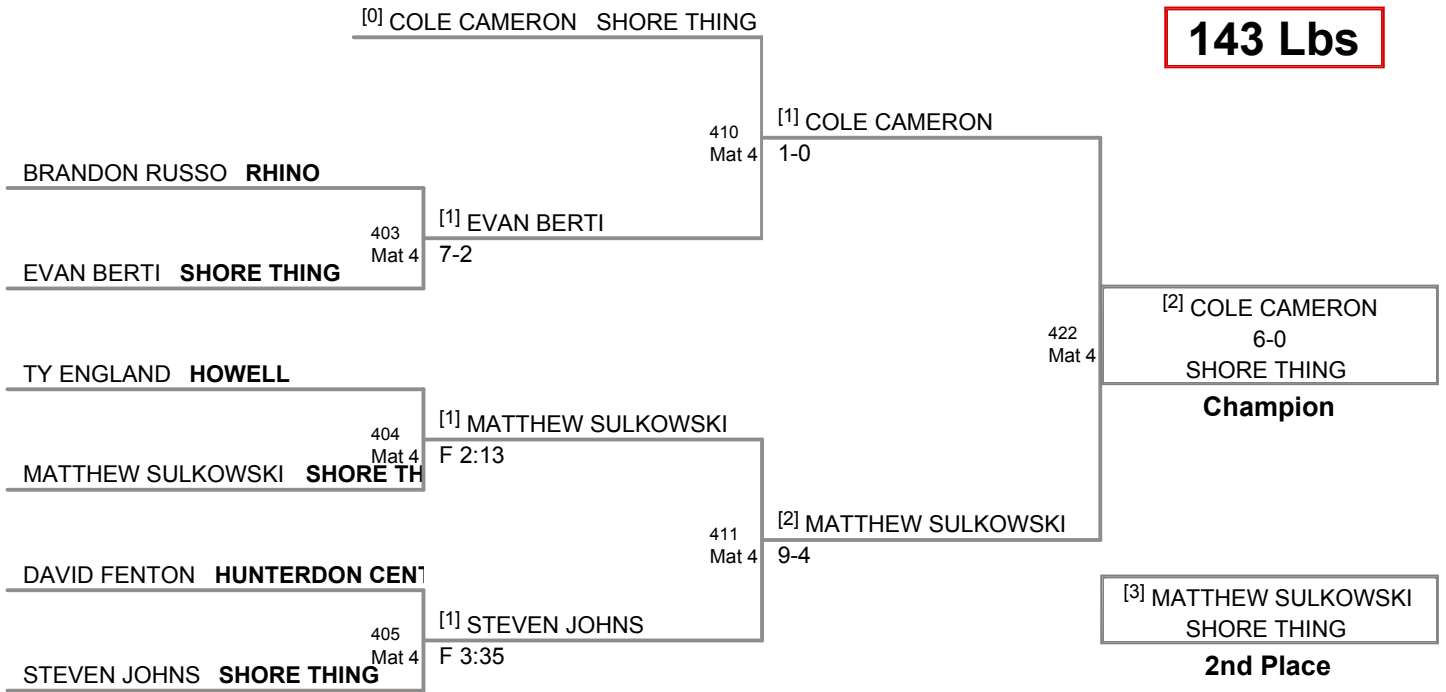 [0] COLE CAMERON SHORE THING
143 Lbs
410
Mat 4
[1] COLE CAMERON
1-0
BRANDON RUSSO RHINO
403
Mat 4
[1] EVAN BERTI
7-2
EVAN BERTI SHORE THING
422
Mat 4
[2] COLE CAMERON
6-0
SHORE THING
Champion
TY ENGLAND HOWELL
404
Mat 4
[1] MATTHEW SULKOWSKI
F 2:13
MATTHEW SULKOWSKI SHORE TH
411
Mat 4
[2] MATTHEW SULKOWSKI
9-4
DAVID FENTON HUNTERDON CENT
405
Mat 4
[1] STEVEN JOHNS
F 3:35
STEVEN JOHNS SHORE THING
[3] MATTHEW SULKOWSKI
SHORE THING
2nd Place